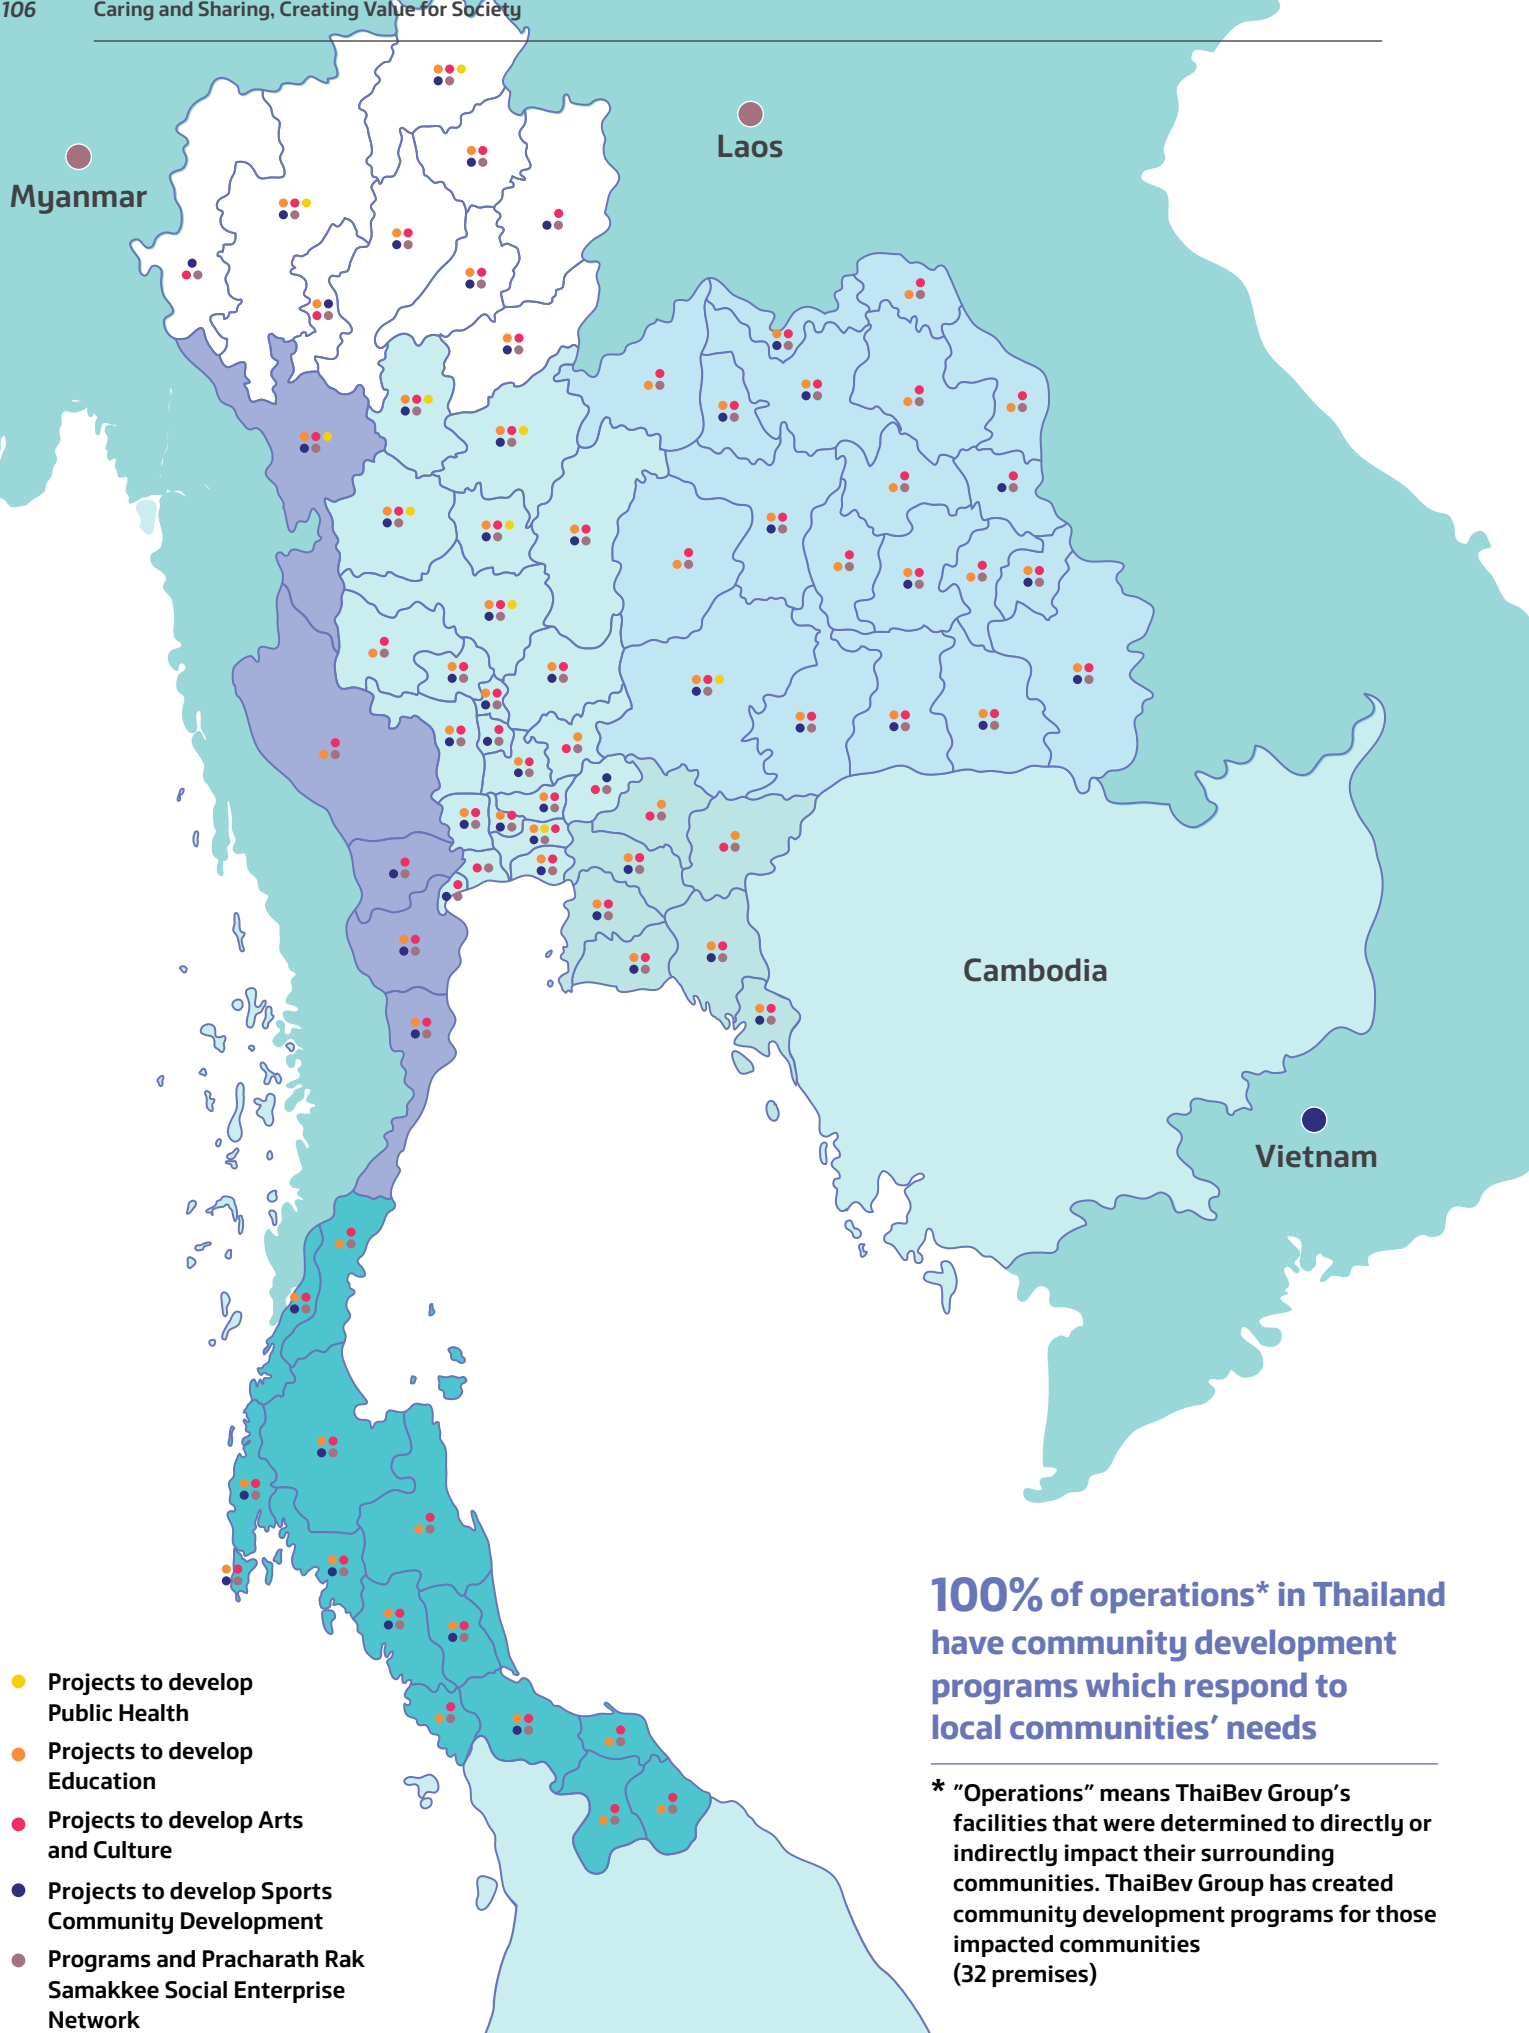 106 Caring and Sharing, Creating Value for Society
Laos
Myanmar
Cambodia
Vietnam
100% of operations* in Thailand
have community development
programs which respond to
local communities’ needs
* ”Operations” means ThaiBev Group’s
facilities that were determined to directly or
indirectly impact their surrounding
communities. ThaiBev Group has created
community development programs for those
impacted communities
(32 premises)
Projects to develop
Public Health
Projects to develop
Education
Projects to develop Arts
and Culture
Projects to develop Sports
Community Development
Programs and Pracharath Rak
Samakkee Social Enterprise
Network